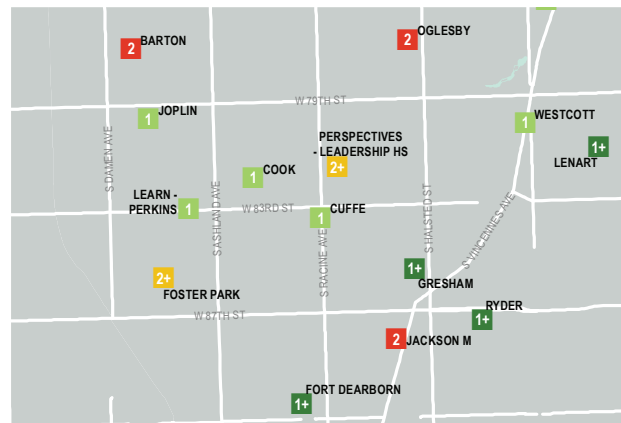 OGLESBY
2
BARTON
2
W 79TH ST
JOPLIN
1
WESTCOTT
1
S DAMEN AVE
PERSPECTIVES
- LEADERSHIP HS
2+
1+
LENART
COOK
1
LEARN -
PERKINS
1
W 83RD ST
CUFFE
1
S ASHLAND AVE
S RACINE AVE
S HALSTED ST
S VINCENNES AVE
2+
FOSTER PARK
1+
GRESHAM
RYDER
1+
W 87TH ST
2
JACKSON M
FORT DEARBORN
1+